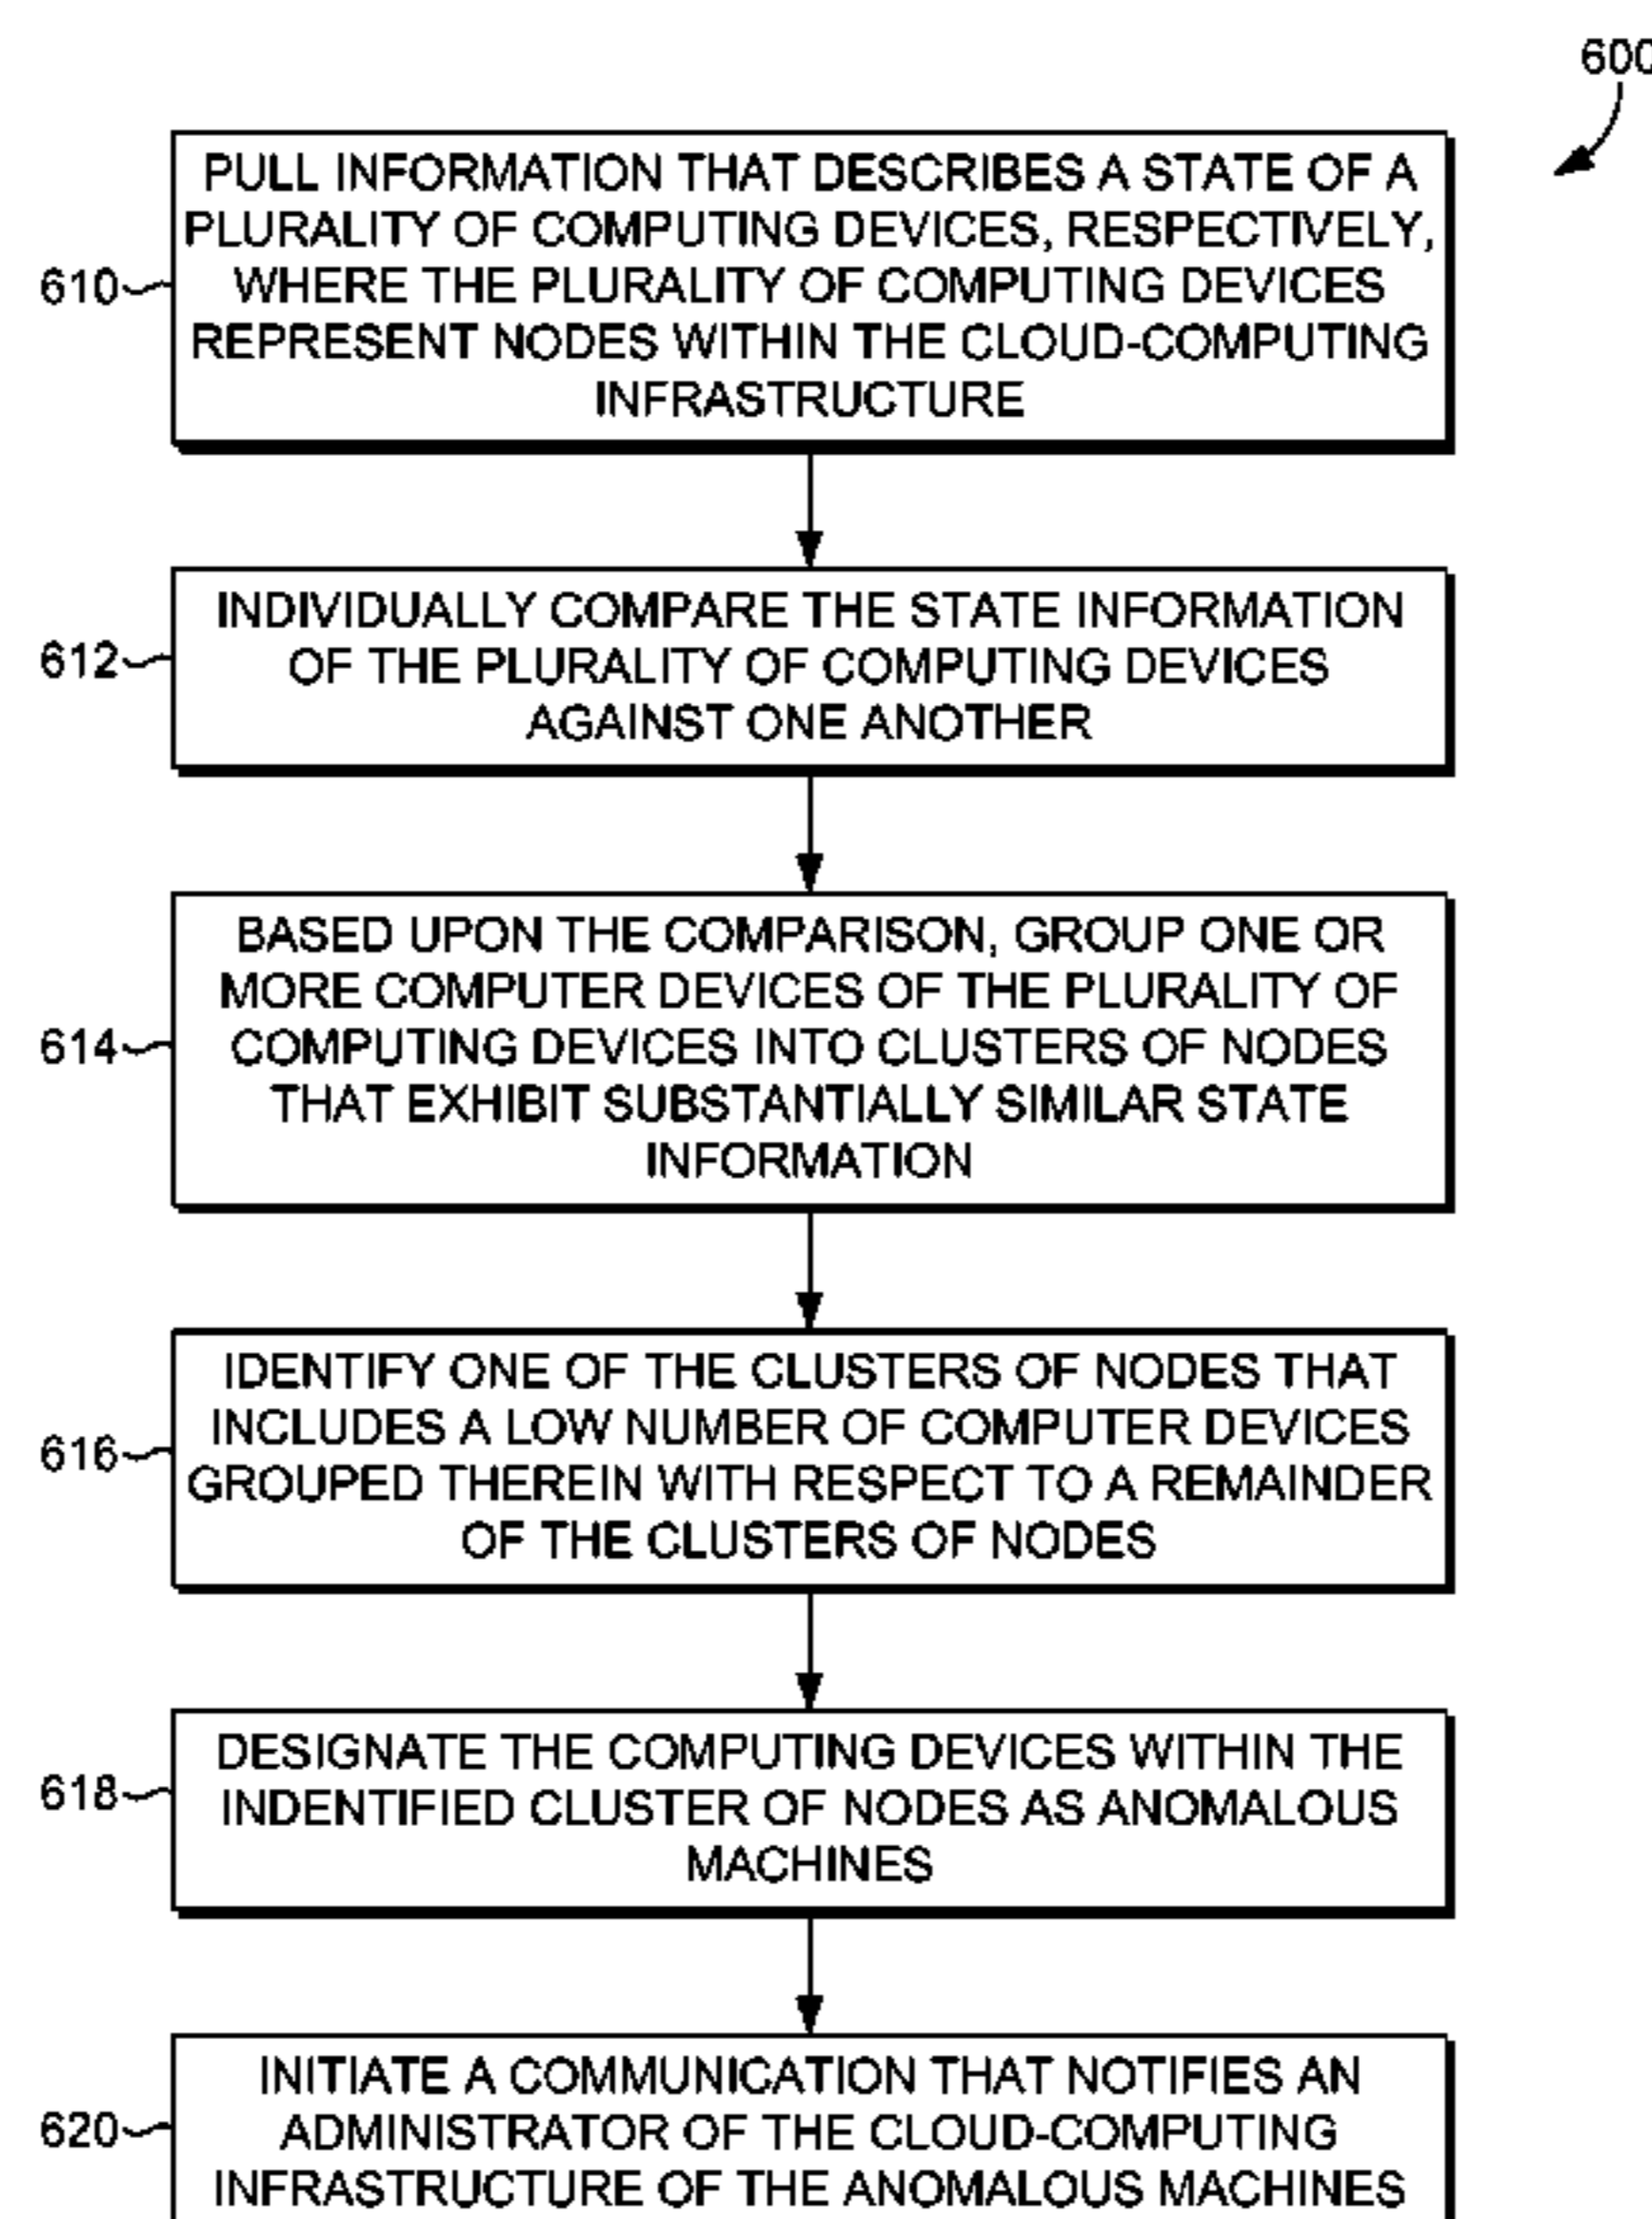 600
PULL INFORMATION THAT DESCRIBES A STATE OF A
PLURALITY OF COMPUTING DEVICES, RESPECTIVELY,
610
WHERE THE PLURALITY OF COMPUTING DEVICES
REPRESENT NODES WITHIN THE CLOUD-COMPUTING
INFRASTRUCTURE
INDIVIDUALLY COMPARE THE STATE INFORMATION
612
OF THE PLURALITY OF COMPUTING DEVICES
AGAINST ONE ANOTHER
BASED UPON THE COMPARISON, GROUP ONE OR
MORE COMPUTER DEVICES OF THE PLURALITY OF
614
COMPUTING DEVICES INTO CLUSTERS OF NODES
THAT EXHIBIT SUBSTANTIALLY SIMILAR STATE
INFORMATION
IDENTIFY ONE OF THE CLUSTERS OF NODES THAT
INCLUDES A LOW NUMBER OF COMPUTER DEVICES
616
GROUPED THEREIN WITH RESPECT TO A REMAINDER
OF THE CLUSTERS OF NODES
DESIGNATE THE COMPUTING DEVICES WITHIN THE
618
INDENTIFIED CLUSTER OF NODES AS ANOMALOUS
MACHINES
INITIATE A COMMUNICATION THAT NOTIFIES AN
620
ADMINISTRATOR OF THE CLOUD-COMPUTING
INFRASTRUCTURE OF THE ANOMALOUS MACHINES